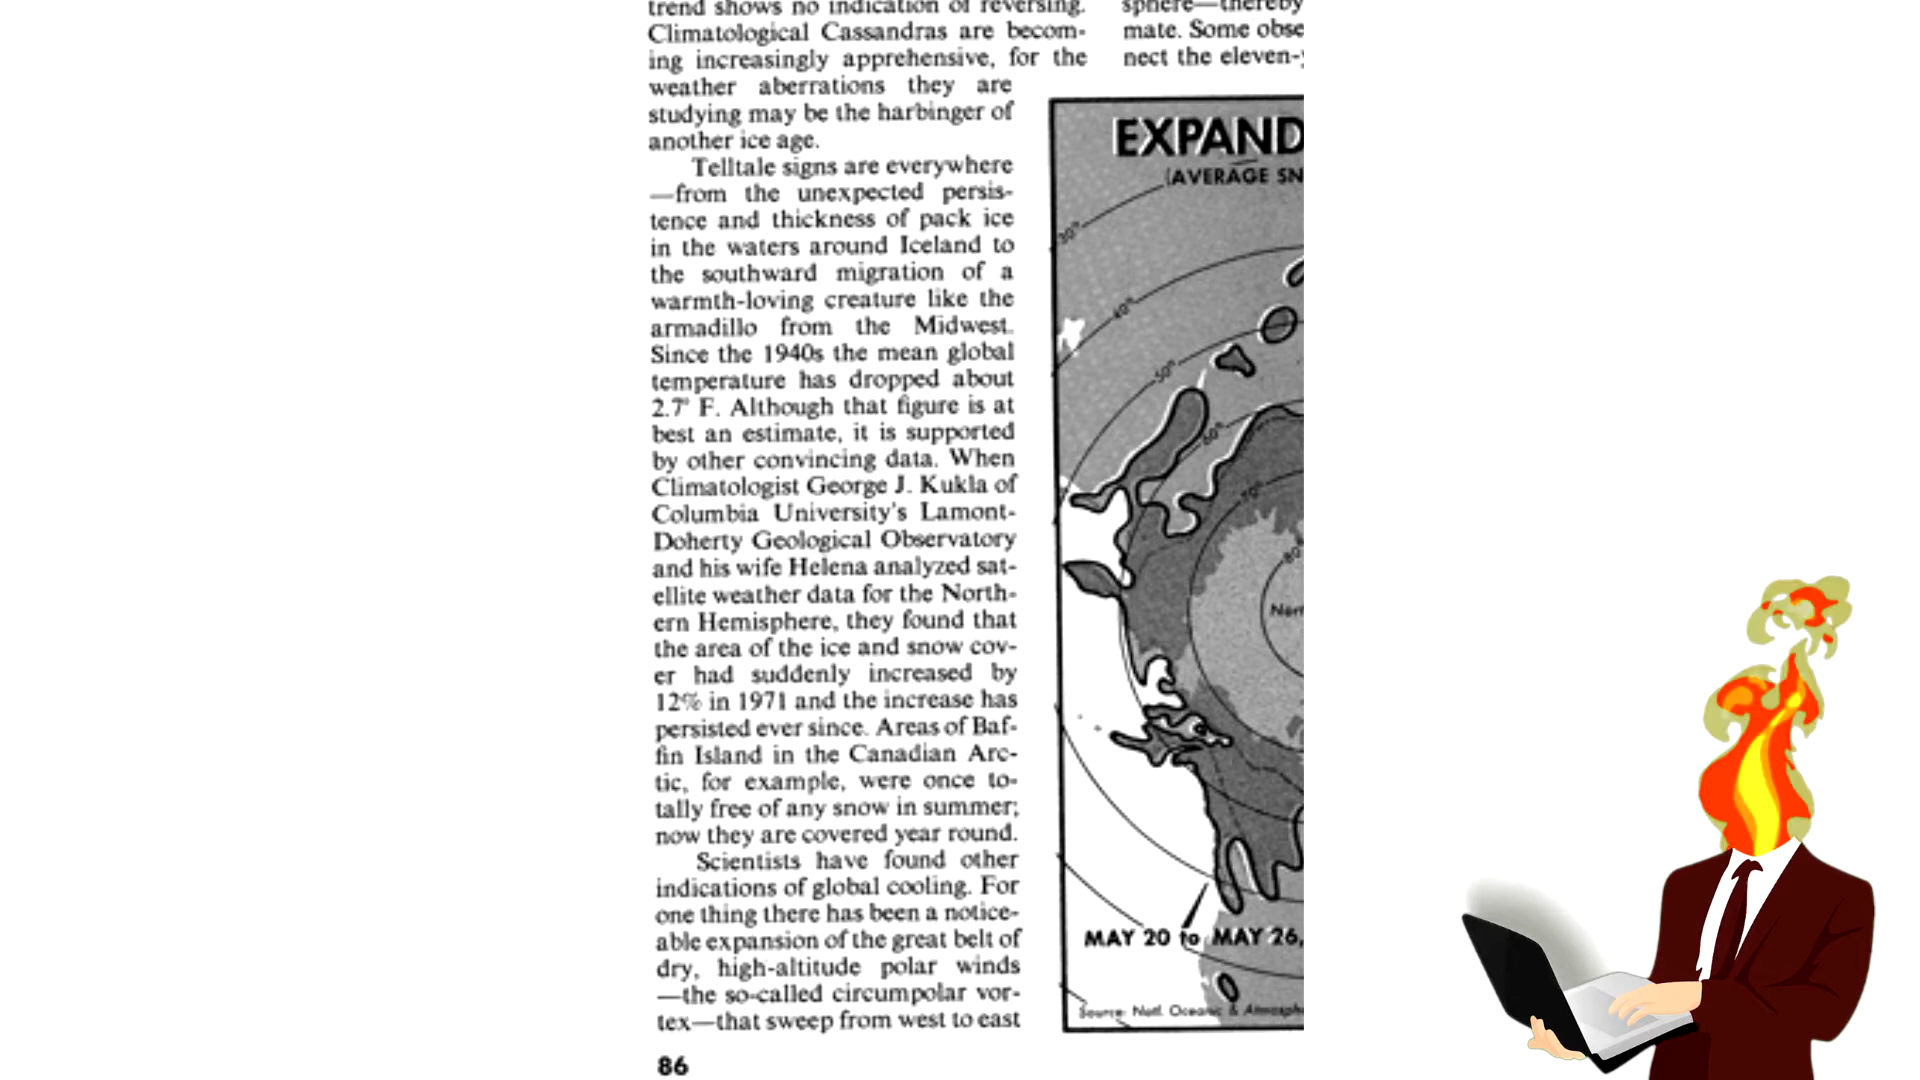 trend shows no indication of reversing.
Climatological Cassandras are becom-
ing increasingly apprehensive, for the
weather aberrations they are
studying may be the harbinger of
another ice age.
Telltale signs are everywhere
—from the unexpected persis-
tence and thickness of pack ice
in the waters around Iceland to
the southward migration of a
warmth-loving creature like the
armadillo from the Midwest.
Since the 1940s the mean global
temperature has dropped about
2.7° F. Although that figure is at
best an estimate, it is supported
by other convincing data. When
Climatologist George J. Kukla of
Columbia University's Lamont-
Doherty Geological Observatory
and his wife Helena analyzed sat-
ellite weather data for the North-
ern Hemisphere, they found that
the area of the ice and snow cov-
er had suddenly increased by
12% in 1971 and the increase has
persisted ever since. Areas of Baf-
fin Island in the Canadian Arc-
tic, for example, were once to-
tally free of any snow in summer;
now they are covered year round.
Scientists have found other
indications of global cooling. For
one thing there has been a notice-
able expansion of the great belt of
dry, high-altitude polar winds
—the so-called circumpolar vor-
tex—that sweep from west to east
86
sphere—thereby
mate. Some obse
nect the eleven-y
EXPAND
(AVERAGE SN
30°
40°
50°
60°
70°
80°
Nor
MAY 20 to MAY 26,
Source: Natl. Oceanic & Atmosphe